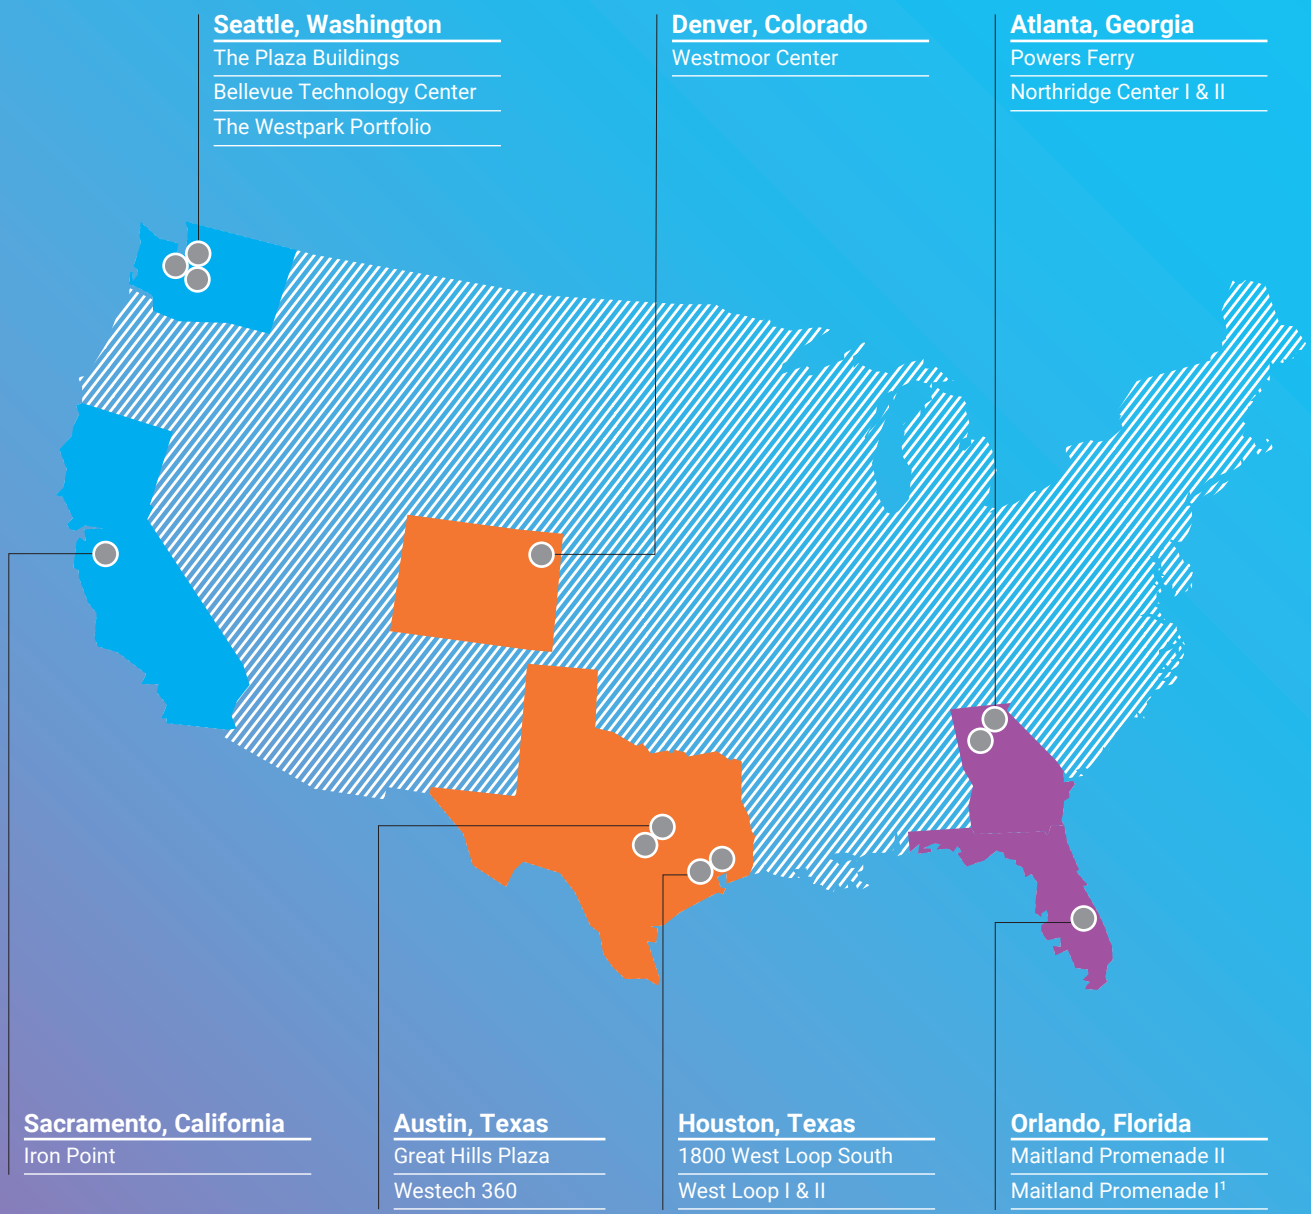 Seattle, Washington
The Plaza Buildings
Bellevue Technology Center
The Westpark Portfolio
Denver, Colorado
Westmoor Center
Atlanta, Georgia
Powers Ferry
Northridge Center I & II
Sacramento, California
Iron Point
Austin, Texas
Great Hills Plaza
Westech 360
Houston, Texas
1800 West Loop South
West Loop I & II
Orlando, Florida
Maitland Promenade II
Maitland Promenade I¹